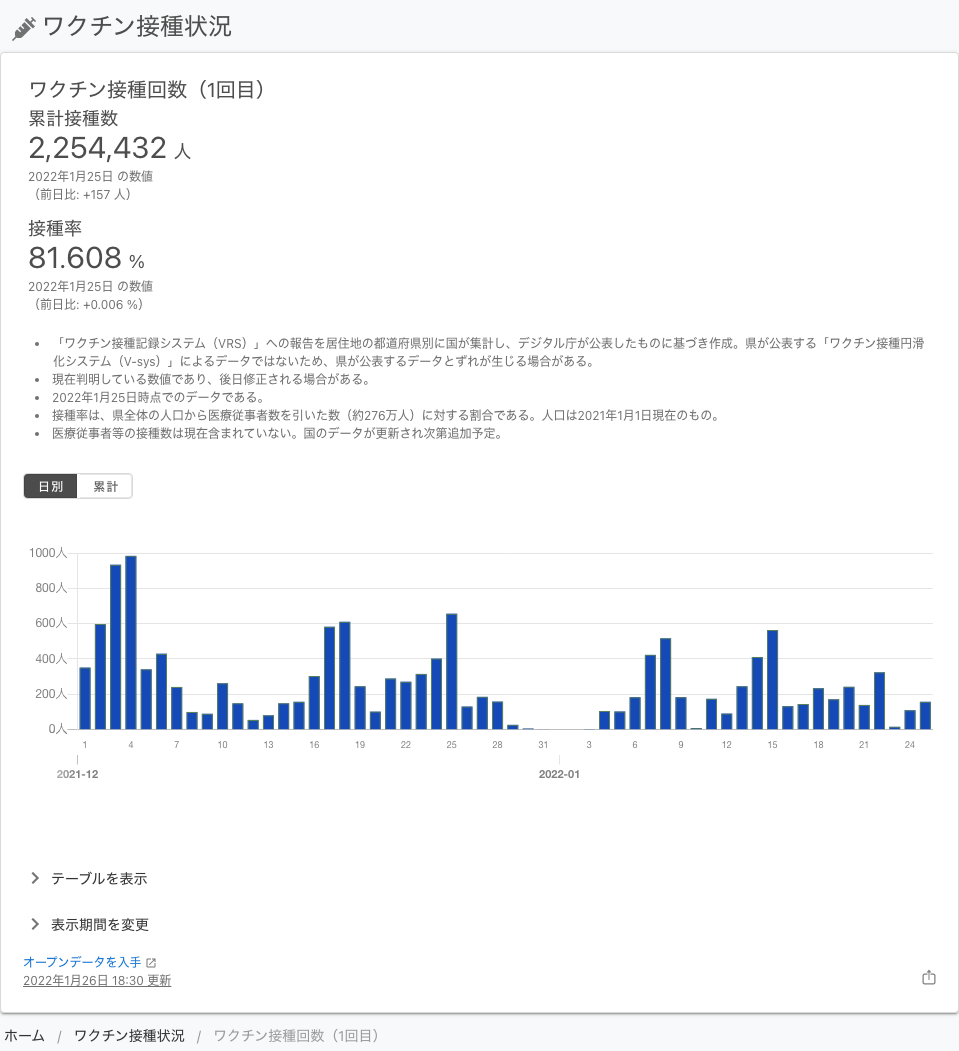 ワクチン接種状況
ワクチン接種回数（1回目）
累計接種数
2,254,432 人
2022年1月25日 の数値
（前日比: +157 人）
接種率
81.608 %
2022年1月25日 の数値
（前日比: +0.006 %）
• 「ワクチン接種記録システム（VRS）」への報告を居住地の都道府県別に国が集計し、デジタル庁が公表したものに基づき作成。県が公表する「ワクチン接種円滑
化システム（V-sys）」によるデータではないため、県が公表するデータとずれが生じる場合がある。
• 現在判明している数値であり、後日修正される場合がある。
• 2022年1月25日時点でのデータである。
• 接種率は、県全体の人口から医療従事者数を引いた数（約276万人）に対する割合である。人口は2021年1月1日現在のもの。
• 医療従事者等の接種数は現在含まれていない。国のデータが更新され次第追加予定。
日別 累計
1000人
800人
600人
400人
200人
0人
1 4 7 10 13 16 19 22 25 28 31 3 6 9 12 15 18 21 24
2021-12 2022-01
テーブルを表示
表示期間を変更
オープンデータを入手
2022年1月26日 18:30 更新
ホーム / ワクチン接種状況 / ワクチン接種回数（1回目）